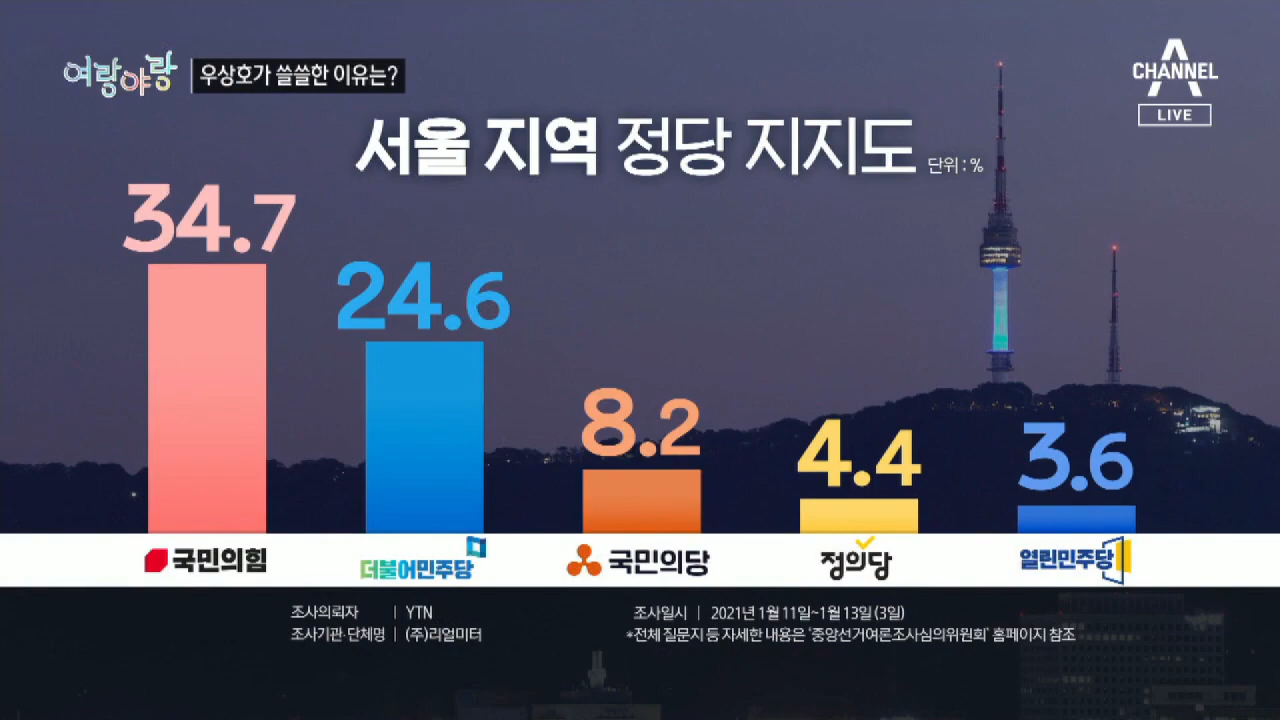 여랑야랑
우상호가 쓸쓸한 이유는?
CHANNEL A
LIVE
서울 지역 정당 지지도 단위 : %
34.7
24.6
8.2
4.4
3.6
국민의힘
더불어민주당
국민의당
정의당
열린민주당
조사의뢰자 | YTN
조사기관·단체명 | (주)리얼미터
조사일시 | 2021년 1월 11일~1월 13일 (3일)
*전체 질문지 등 자세한 내용은 '중앙선거여론조사심의위원회' 홈페이지 참조